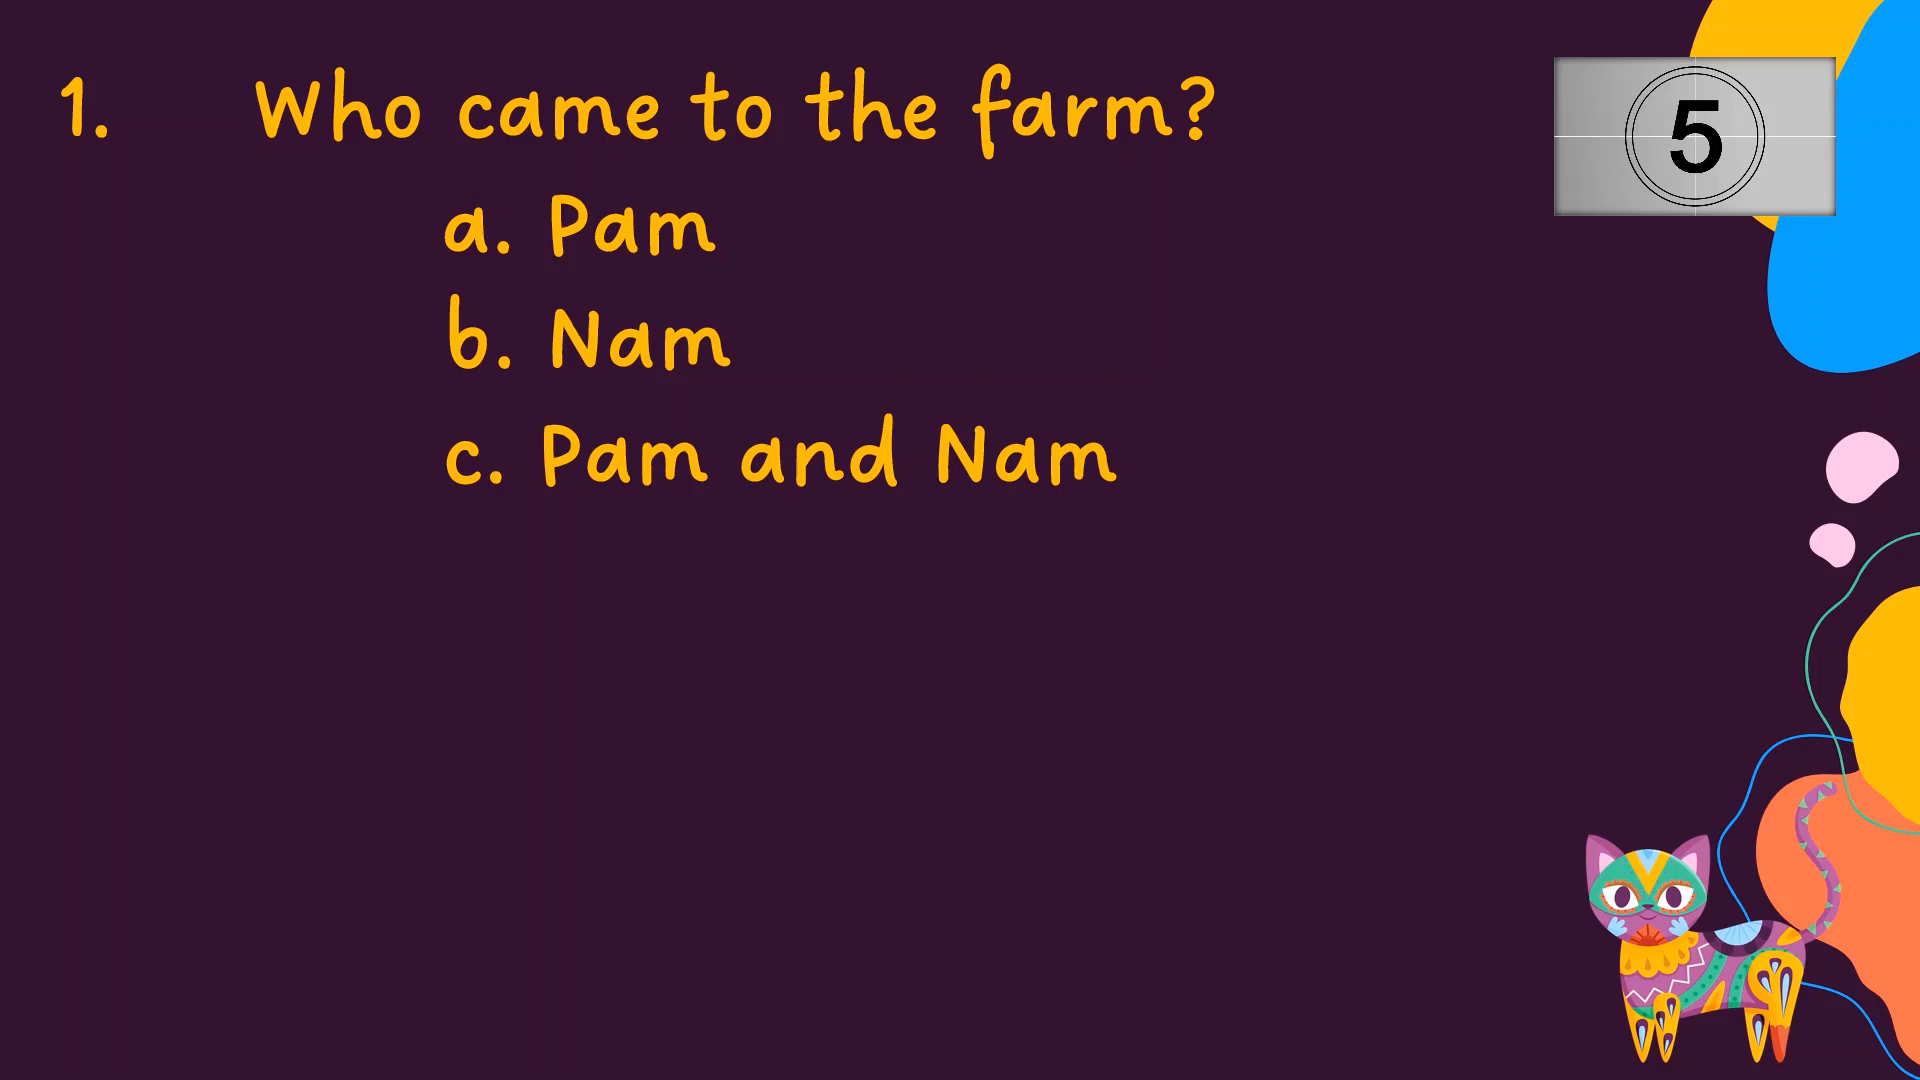 1. Who came to the farm?
a. Pam
b. Nam
c. Pam and Nam
5